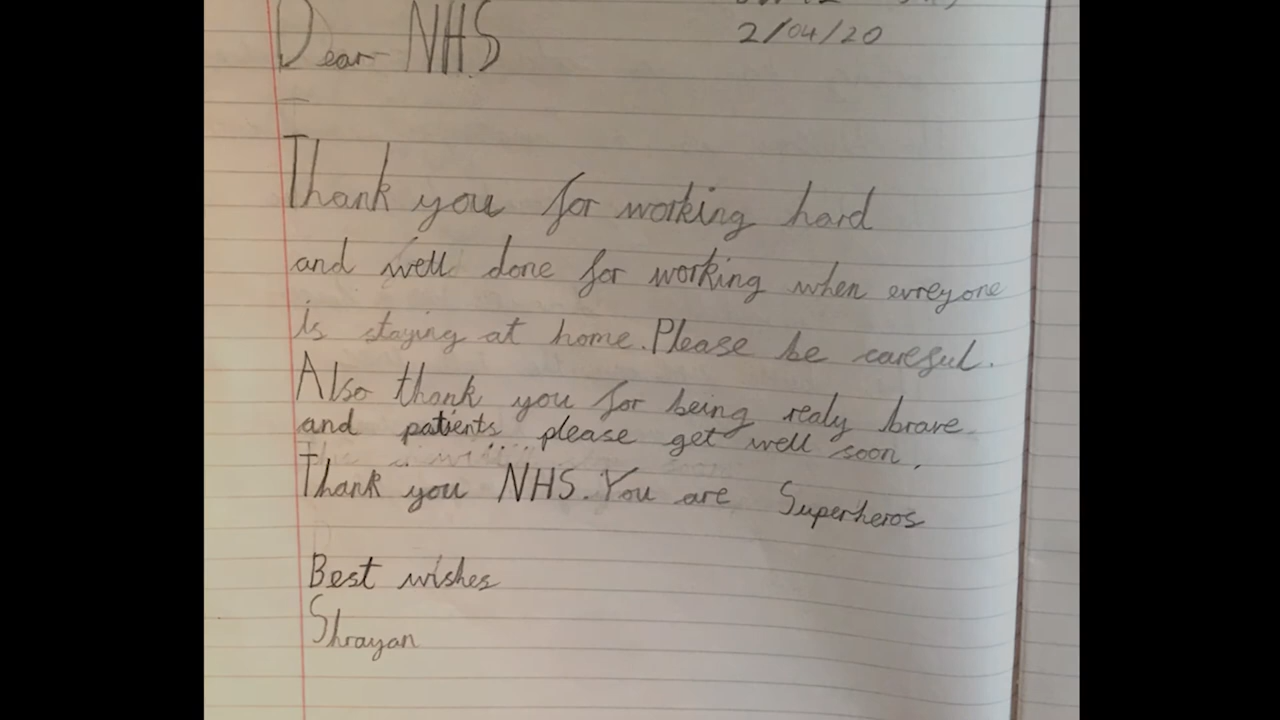 2/04/20
Dear NHS
Thank you for working hard
and well done for working when evreyone
is staying at home. Please be careful.
Also thank you for being realy brave
and patients please get well soon.
Thank you NHS. You are Superheros
Best wishes
Shrayan